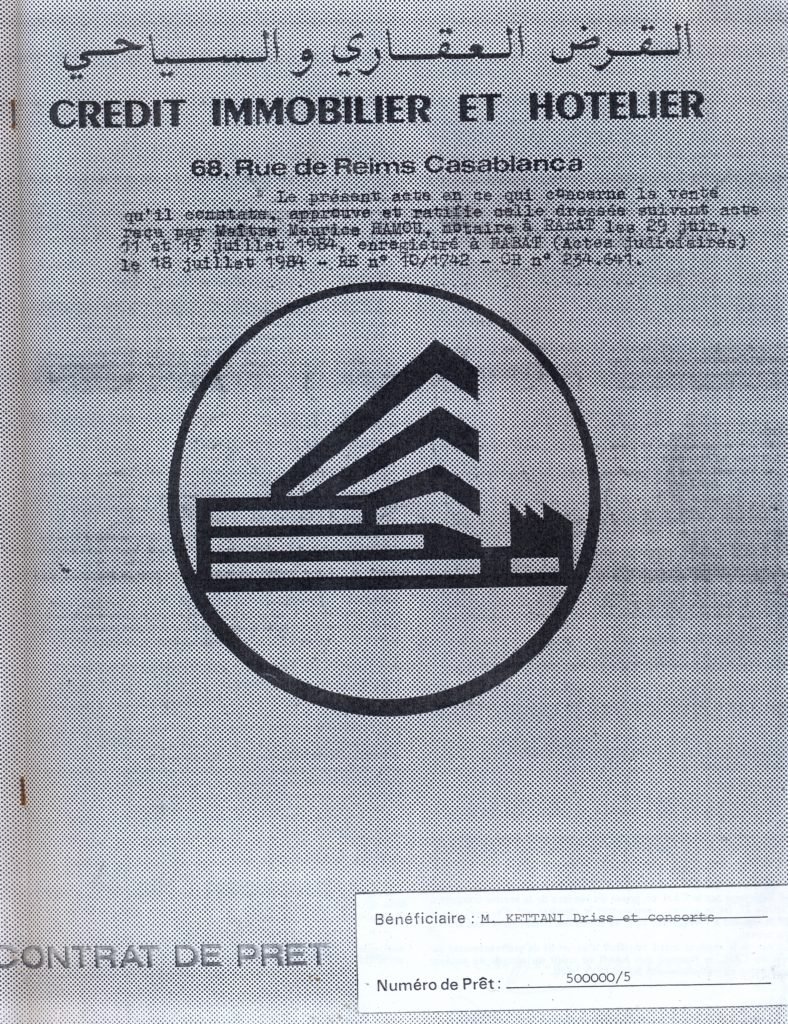 القرض العقاري والسياحي
CREDIT IMMOBILIER ET HOTELIER
68, Rue de Reims Casablanca
" Le présent acte en ce qui concerne la vente
qu'il constate, approuve et ratifie celle dressée suivant acte
reçu par Maître Maurice HAMOU, notaire à RABAT les 29 juin,
11 et 13 juillet 1984, enregistré à RABAT (Actes judiciaires)
le 18 juillet 1984 - RE n° 10/1742 - OR n° 234.641.
Bénéficiaire : M. KETTANI Driss et consorts
CONTRAT DE PRET
Numéro de Prêt : 500000/5